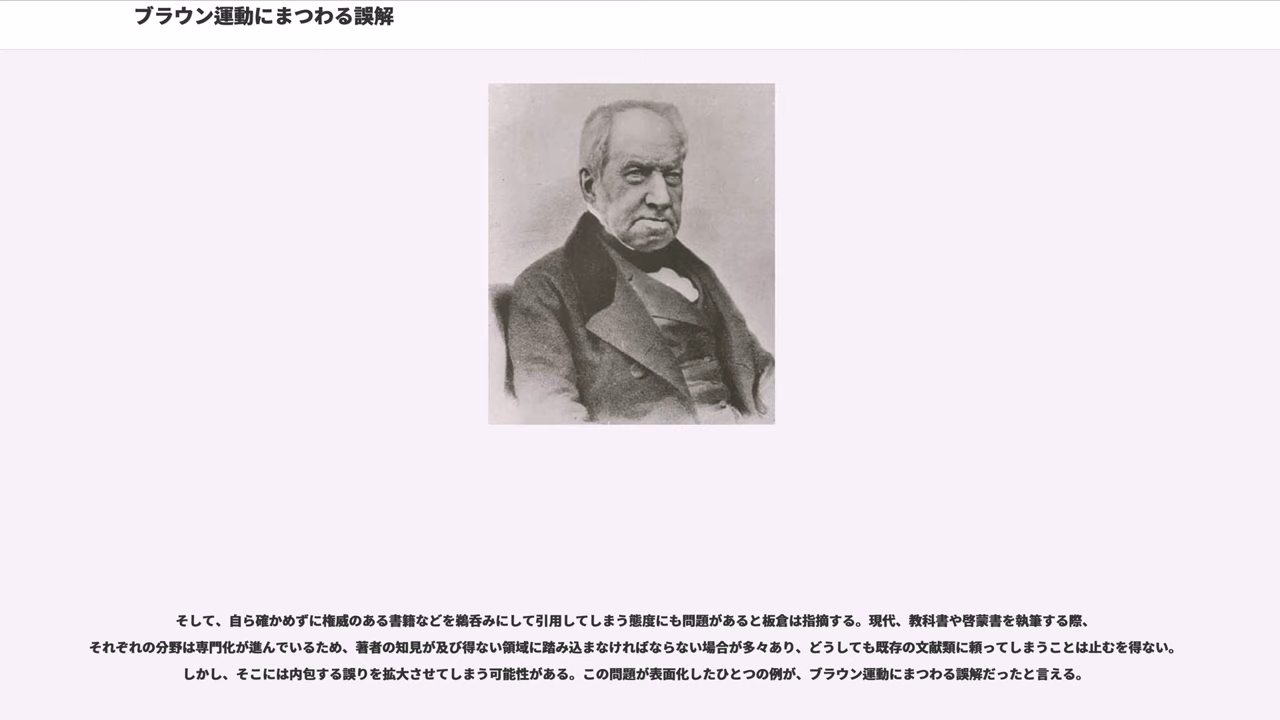 ブラウン運動にまつわる誤解
そして、自ら確かめずに権威のある書籍などを鵜呑みにして引用してしまう態度にも問題があると板倉は指摘する。現代、教科書や啓蒙書を執筆する際、
それぞれの分野は専門化が進んでいるため、著者の知見が及び得ない領域に踏み込まなければならない場合が多々あり、どうしても既存の文献類に頼ってしまうことは止むを得ない。
しかし、そこには内包する誤りを拡大させてしまう可能性がある。この問題が表面化したひとつの例が、ブラウン運動にまつわる誤解だったと言える。